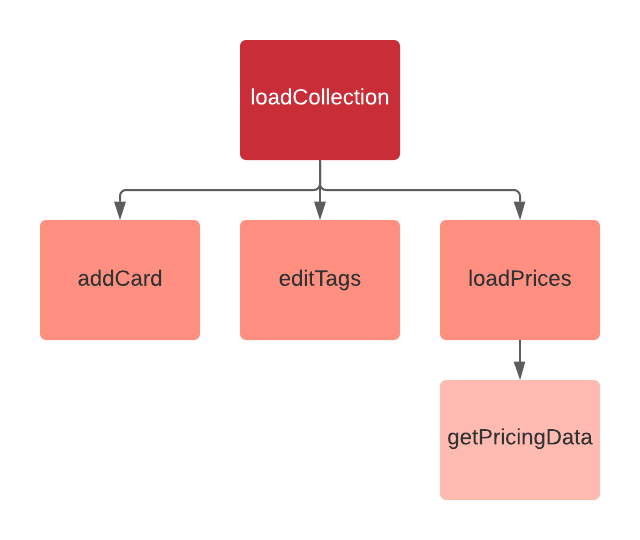 loadCollection
addCard
editTags
loadPrices
getPricingData